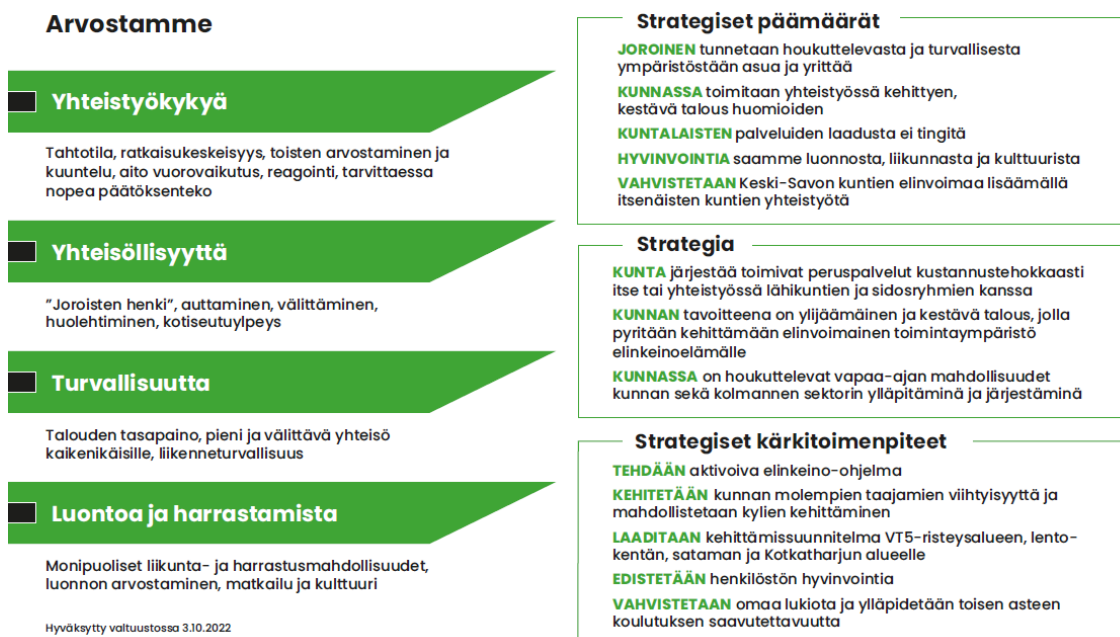 Arvostamme
Yhteistyökykyä
Tahtotila, ratkaisukeskeisyys, toisten arvostaminen ja
kuuntelu, aito vuorovaikutus, reagointi, tarvittaessa
nopea päätöksenteko
Yhteisöllisyyttä
”Joroisten henki”, auttaminen, välittäminen,
huolehtiminen, kotiseutuylpeys
Turvallisuutta
Talouden tasapaino, pieni ja välittävä yhteisö
kaikenikäisille, liikenneturvallisuus
Luontoa ja harrastamista
Monipuoliset liikunta- ja harrastusmahdollisuudet,
luonnon arvostaminen, matkailu ja kulttuuri
Hyväksytty valtuustossa 3.10.2022
Strategiset päämäärät
JOROINEN tunnetaan houkuttelevasta ja turvallisesta
ympäristöstään asua ja yrittää
KUNNASSA toimitaan yhteistyössä kehittyen,
kestävä talous huomioiden
KUNTALAISTEN palveluiden laadusta ei tingitä
HYVINVOINTIA saamme luonnosta, liikunnasta ja kulttuurista
VAHVISTETAAN Keski-Savon kuntien elinvoimaa lisäämällä
itsenäisten kuntien yhteistyötä
Strategia
KUNTA järjestää toimivat peruspalvelut kustannustehokkaasti
itse tai yhteistyössä lähikuntien ja sidosryhmien kanssa
KUNNAN tavoitteena on ylijäämäinen ja kestävä talous, jolla
pyritään kehittämään elinvoimainen toimintaympäristö
elinkeinoelämälle
KUNNASSA on houkuttelevat vapaa-ajan mahdollisuudet
kunnan sekä kolmannen sektorin ylläpitäminä ja järjestäminä
Strategiset kärkitoimenpiteet
TEHDÄÄN aktivoiva elinkeino-ohjelma
KEHITETÄÄN kunnan molempien taajamien viihtyisyyttä ja
mahdollistetaan kylien kehittäminen
LAADITAAN kehittämissuunnitelma VT5-risteysalueen, lento-
kentän, sataman ja Kotkatharjun alueelle
EDISTETÄÄN henkilöstön hyvinvointia
VAHVISTETAAN omaa lukiota ja ylläpidetään toisen asteen
koulutuksen saavutettavuutta